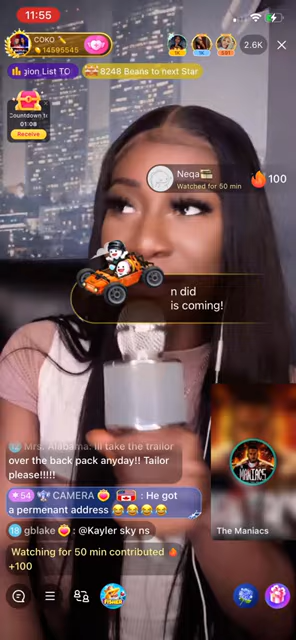 11:55
COKO
14595545
2.6K
gion List TO
8248 Beans to next Star
Countdown to
01:08
Receive
Neqa
Watched for 50 min
100
n did
is coming!
Mrs. Alabama: Ill take the trailor
over the back pack anyday!! Tailor
please!!!!!
54 CAMERA : He got
a permenant address
18 gblake : @Kayler sky ns
Watching for 50 min contributed
+100
MANIACS
The Maniacs
FISHER